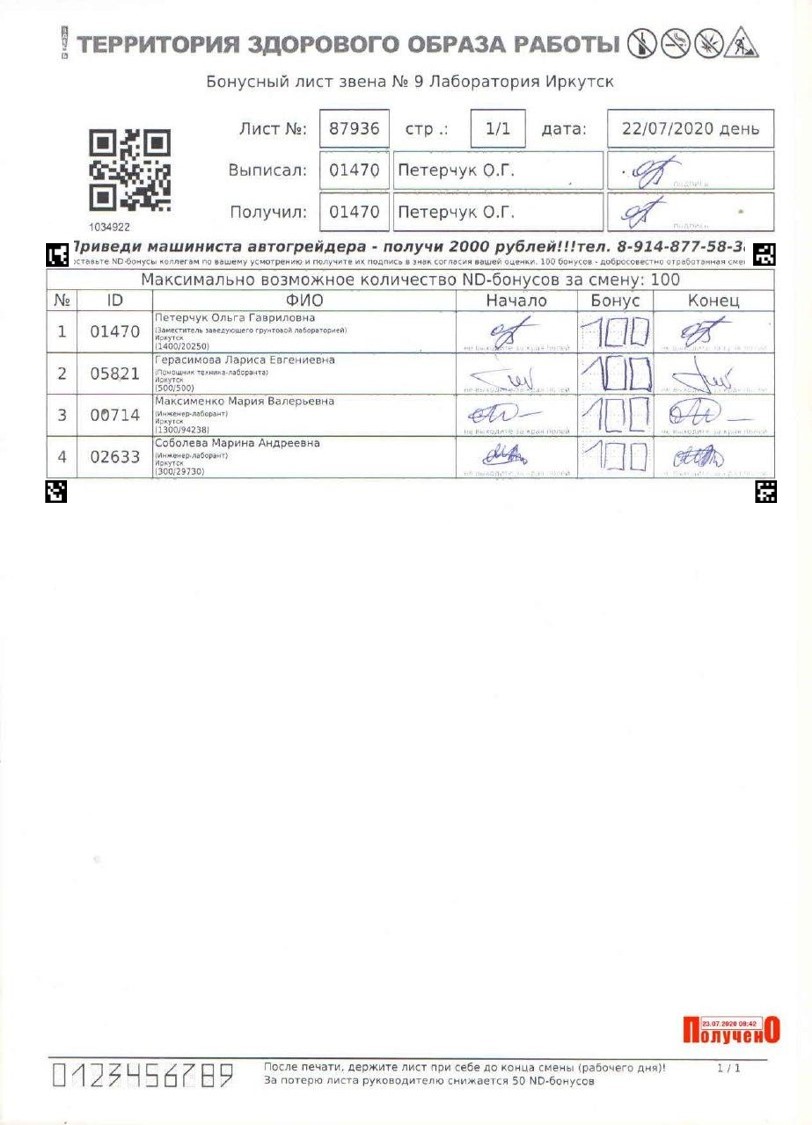 ТЕРРИТОРИЯ ЗДОРОВОГО ОБРАЗА РАБОТЫ
Бонусный лист звена № 9 Лаборатория Иркутск
Лист №: 87936 стр .: 1/1 дата: 22/07/2020 день
Выписал: 01470 Петерчук О.Г. подпись
Получил: 01470 Петерчук О.Г. подпись
1034922
Приведи машиниста автогрейдера - получи 2000 рублей!!!тел. 8-914-877-58-3
ставьте ND-бонусы коллегам по вашему усмотрению и получите их подпись в знак согласия вашей оценки. 100 бонусов - добросовестно отработанная сме
Максимально возможное количество ND-бонусов за смену: 100
№ ID ФИО Начало Бонус Конец
1 01470 Петерчук Ольга Гавриловна 100
(Заместитель заведующего грунтовой лабораторией)
Иркутск
(1400/20250) не выходите за края полей не выходите за края полей
2 05821 Герасимова Лариса Евгениевна 100
(Помощник техника-лаборанта)
Иркутск
(500/500) не выходите за края полей не выходите за края полей
3 00714 Максименко Мария Валерьевна 100
(Инженер-лаборант)
Иркутск
(1300/94238) не выходите за края полей не выходите за края полей
4 02633 Соболева Марина Андреевна 100
(Инженер-лаборант)
Иркутск
(300/29730) не выходите за края полей не выходите за края полей
23.07.2020 09:42
ПолученО
0123456789 После печати, держите лист при себе до конца смены (рабочего дня)! 1 / 1
За потерю листа руководителю снижается 50 ND-бонусов